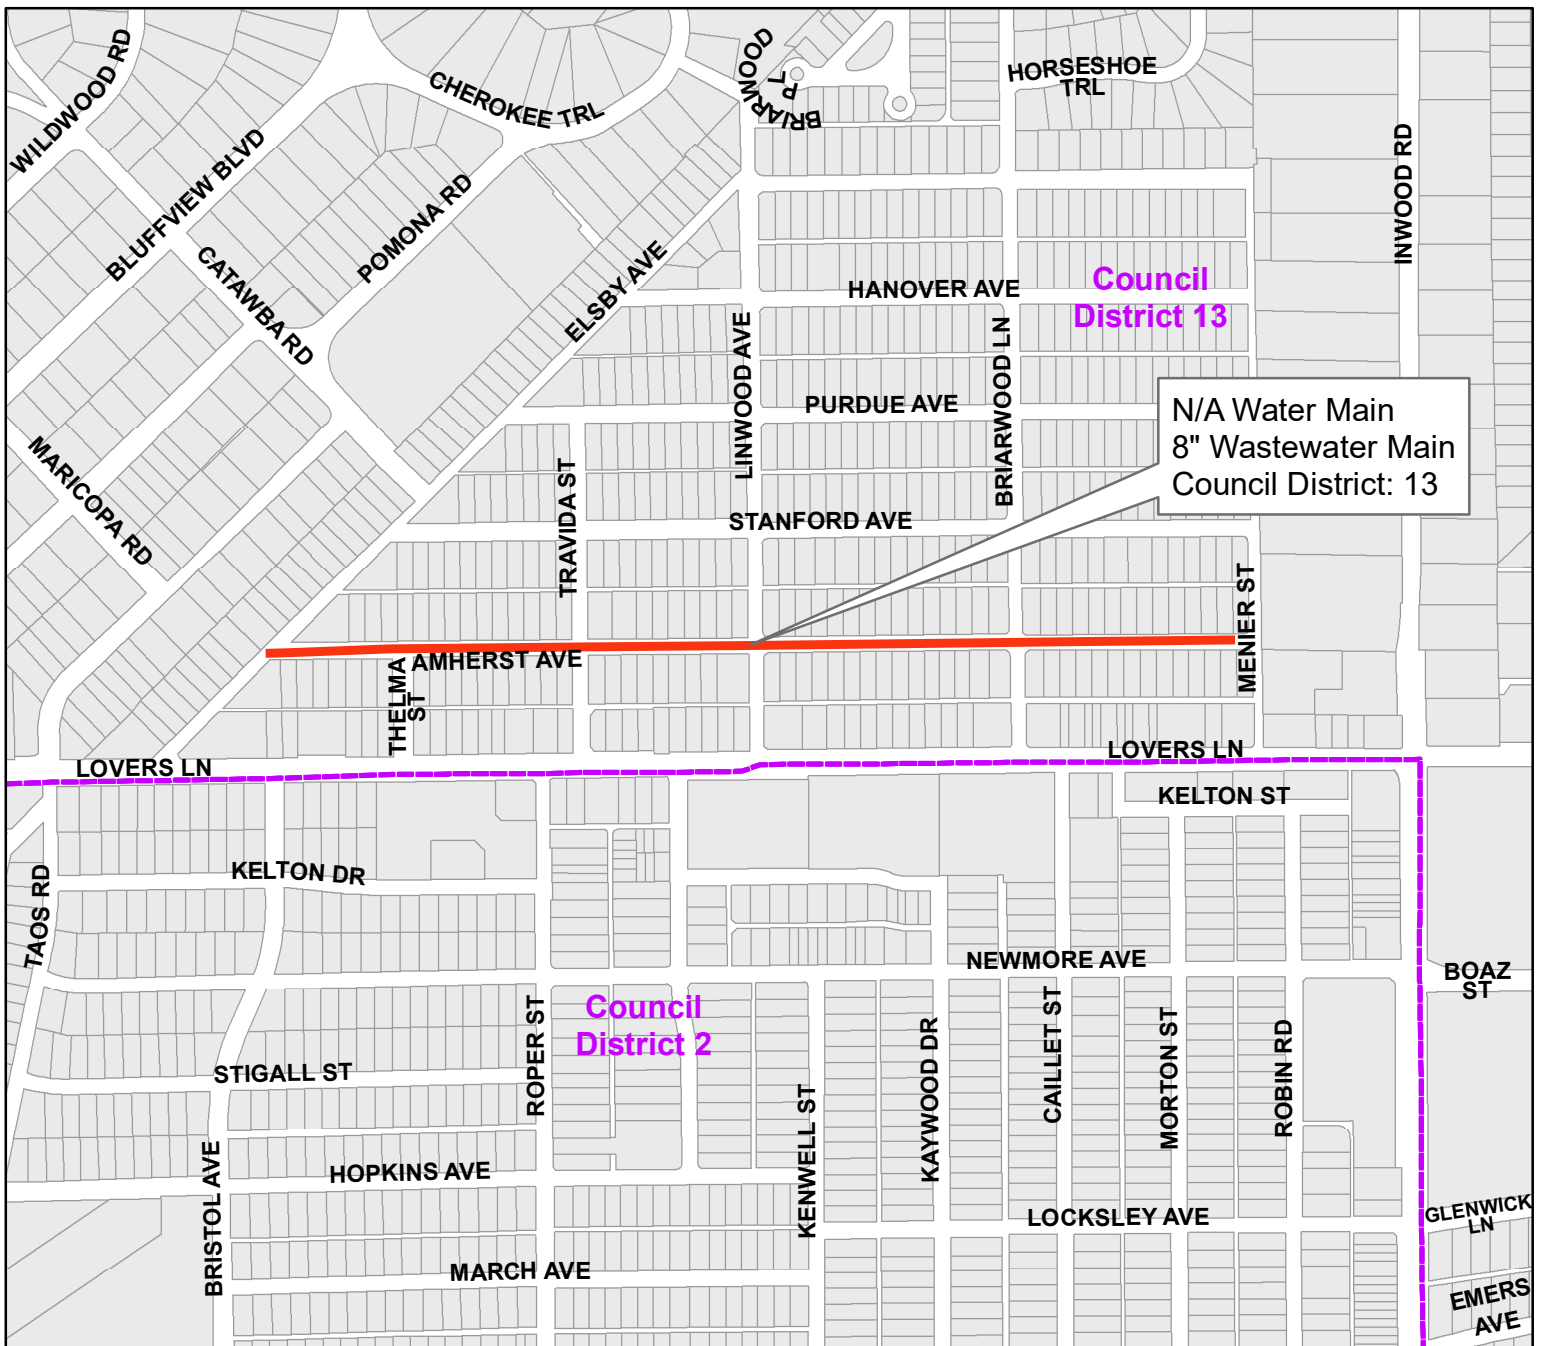 WILDWOOD RD
BLUFFVIEW BLVD
CHEROKEE TRL
POMONA RD
CATAWBA RD
ELSBY AVE
MARICOPA RD
BRIARWOOD
PL
BRIARWOOD
HORSESHOE
TRL
INWOOD RD
HANOVER AVE
Council
District 13
LINWOOD AVE
BRIARWOOD LN
PURDUE AVE
N/A Water Main
8" Wastewater Main
Council District: 13
TRAVIDA ST
STANFORD AVE
MENIER ST
AMHERST AVE
THELMA
ST
LOVERS LN
LOVERS LN
KELTON ST
KELTON DR
TAOS RD
NEWMORE AVE
BOAZ
ST
Council
District 2
ROPER ST
STIGALL ST
KENWELL ST
KAYWOOD DR
CAILLET ST
MORTON ST
ROBIN RD
HOPKINS AVE
BRISTOL AVE
LOCKSLEY AVE
GLENWICK
LN
MARCH AVE
EMERS
AVE